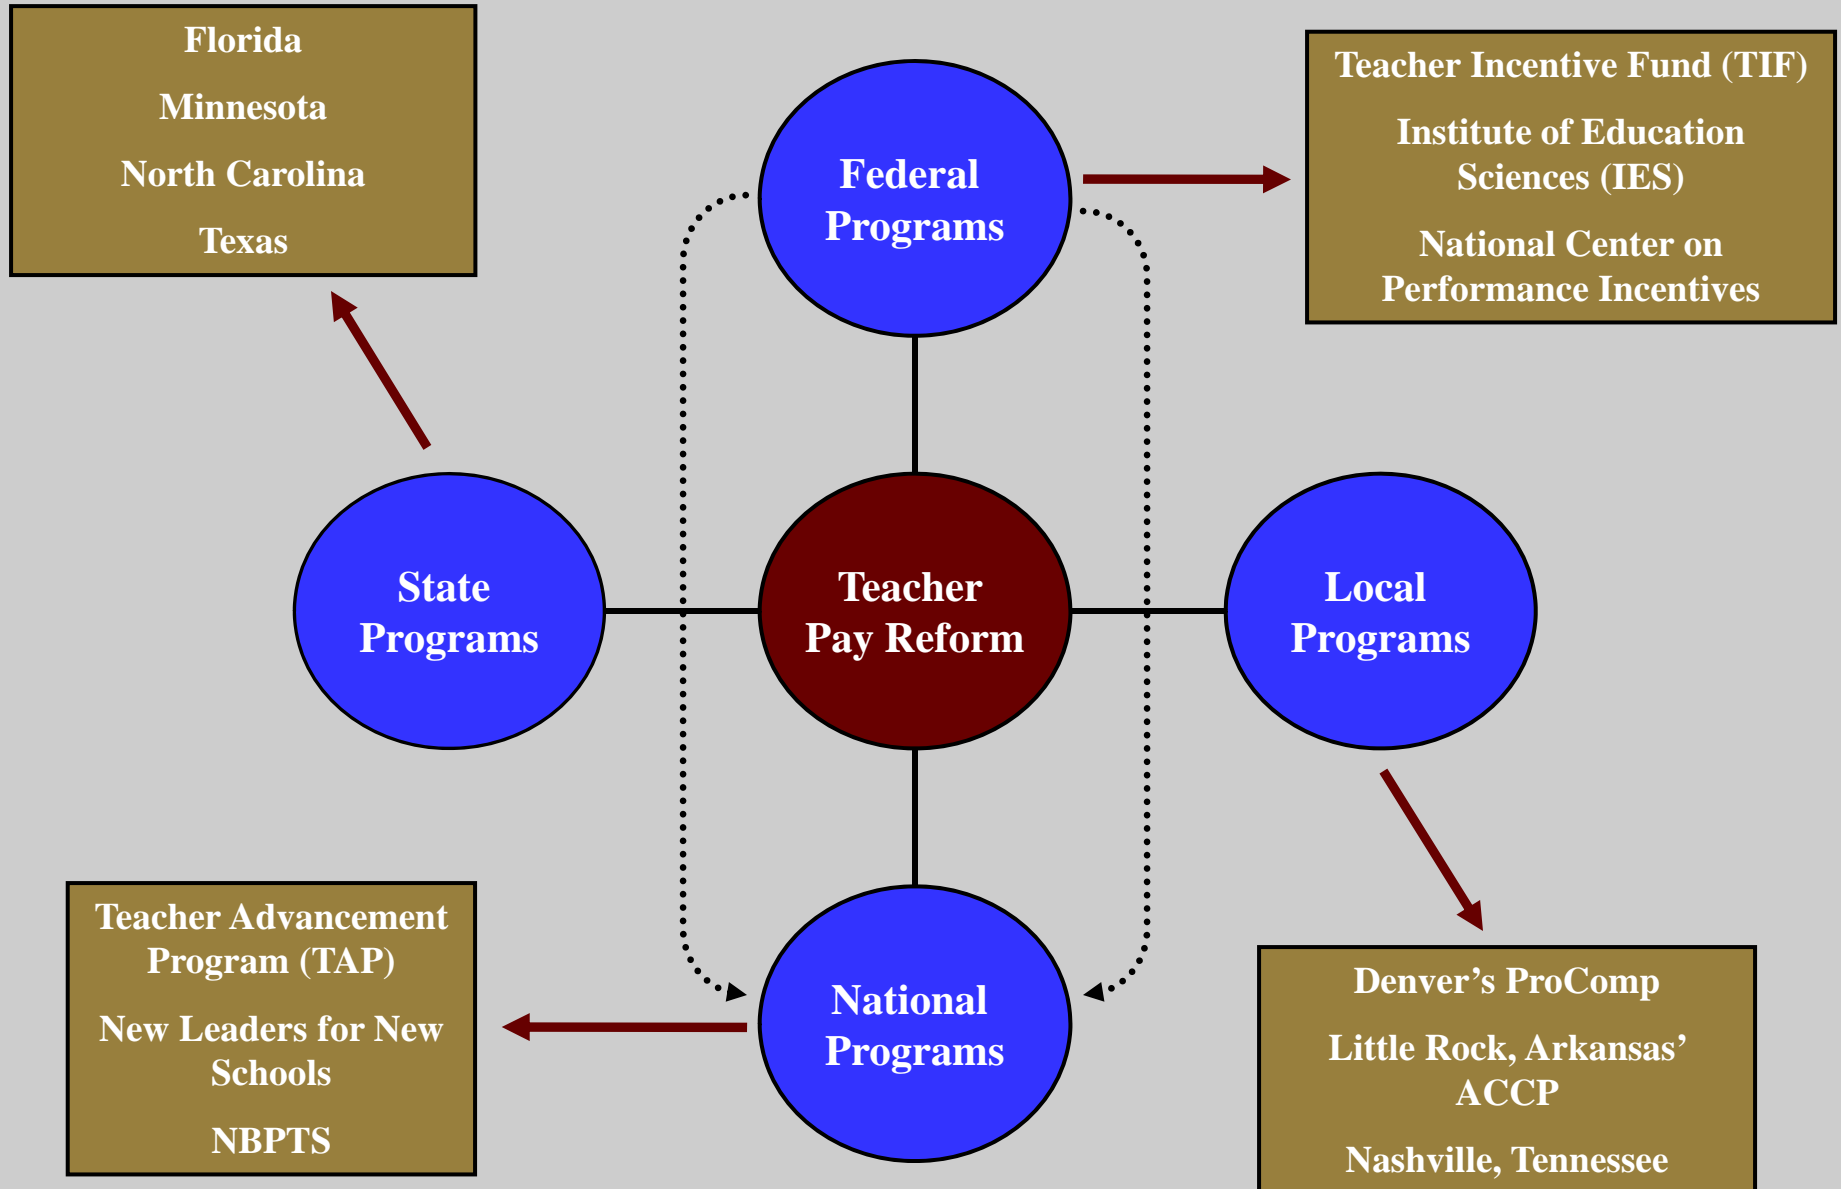 Florida
Minnesota
North Carolina
Texas
Teacher Incentive Fund (TIF)
Institute of Education
Sciences (IES)
National Center on
Performance Incentives
Federal
Programs
State
Programs
Teacher
Pay Reform
Local
Programs
National
Programs
Teacher Advancement
Program (TAP)
New Leaders for New
Schools
NBPTS
Denver’s ProComp
Little Rock, Arkansas’
ACCP
Nashville, Tennessee